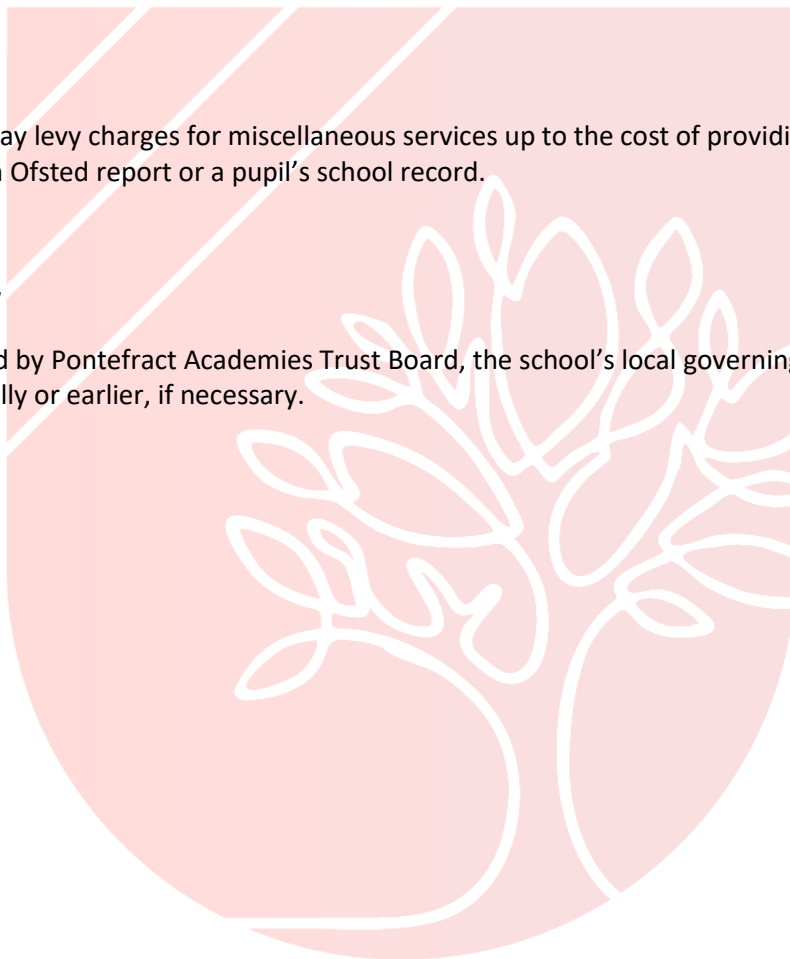 ay levy charges for miscellaneous services up to the cost of providi
Ofsted report or a pupil’s school record.
d by Pontefract Academies Trust Board, the school’s local governing
lly or earlier, if necessary.